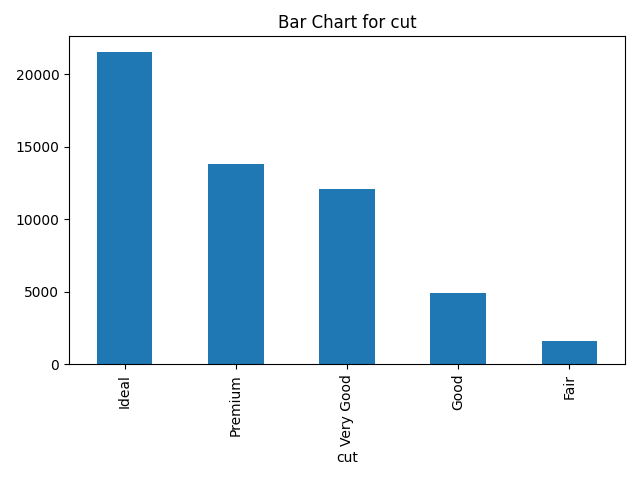 Bar Chart for cut
20000
15000
10000
5000
0
Ideal
Premium
Very Good
Good
Fair
cut